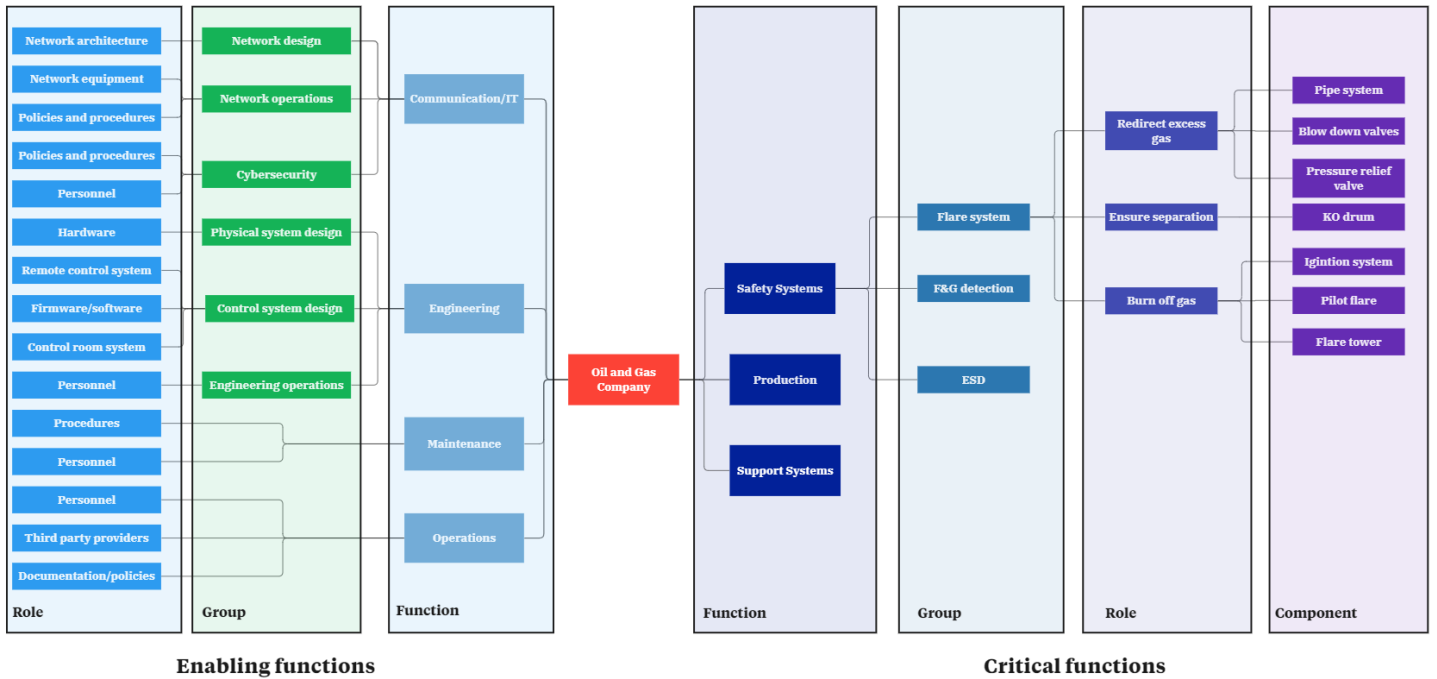 Network architecture
Network equipment
Policies and procedures
Policies and procedures
Personnel
Hardware
Remote control system
Firmware/software
Control room system
Personnel
Procedures
Personnel
Personnel
Third party providers
Documentation/policies
Role
Network design
Network operations
Cybersecurity
Physical system design
Control system design
Engineering operations
Group
Communication/IT
Engineering
Maintenance
Operations
Function
Enabling functions
Oil and Gas
Company
Safety Systems
Production
Support Systems
Function
Flare system
F&G detection
ESD
Group
Redirect excess
gas
Ensure separation
Burn off gas
Role
Pipe system
Blow down valves
Pressure relief
valve
KO drum
Igintion system
Pilot flare
Flare tower
Component
Critical functions